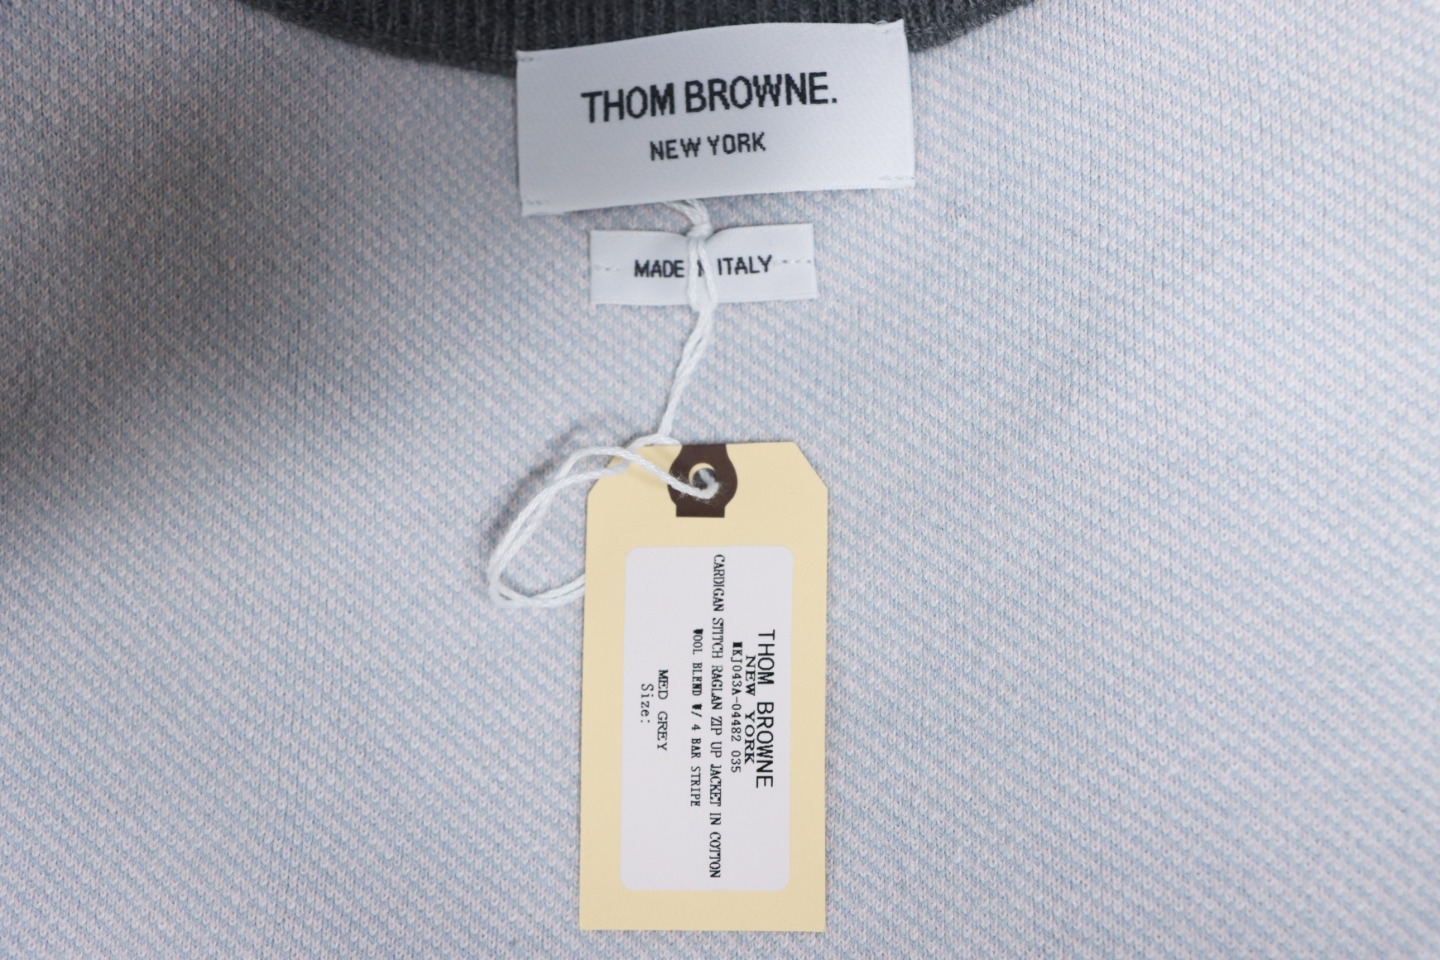 THOM BROWNE.
NEW YORK
MADE ITALY
THOM BROWNE
NEW YORK
MKJ043A-04482 035
CARDIGAN STITCH RAGLAN ZIP UP JACKET IN COTTON
WOOL BLEND W/ 4 BAR STRIPE
MED GREY
Size: